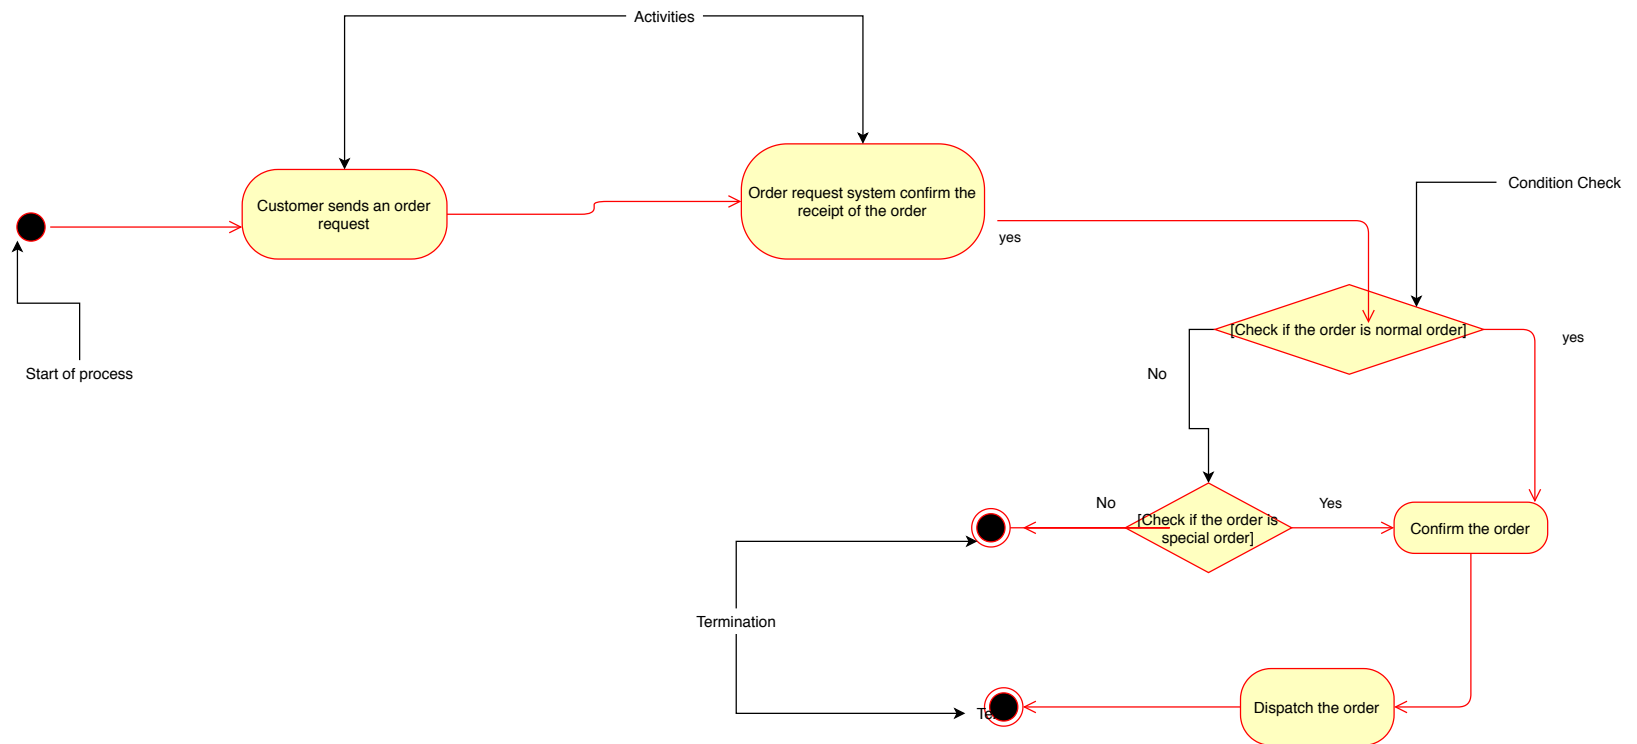 Activities
Condition Check
Customer sends an order
request
Order request system confirm the
receipt of the order
yes
[Check if the order is normal order]
yes
Start of process
No
No
Yes
[Check if the order is
special order]
Confirm the order
Termination
Dispatch the order